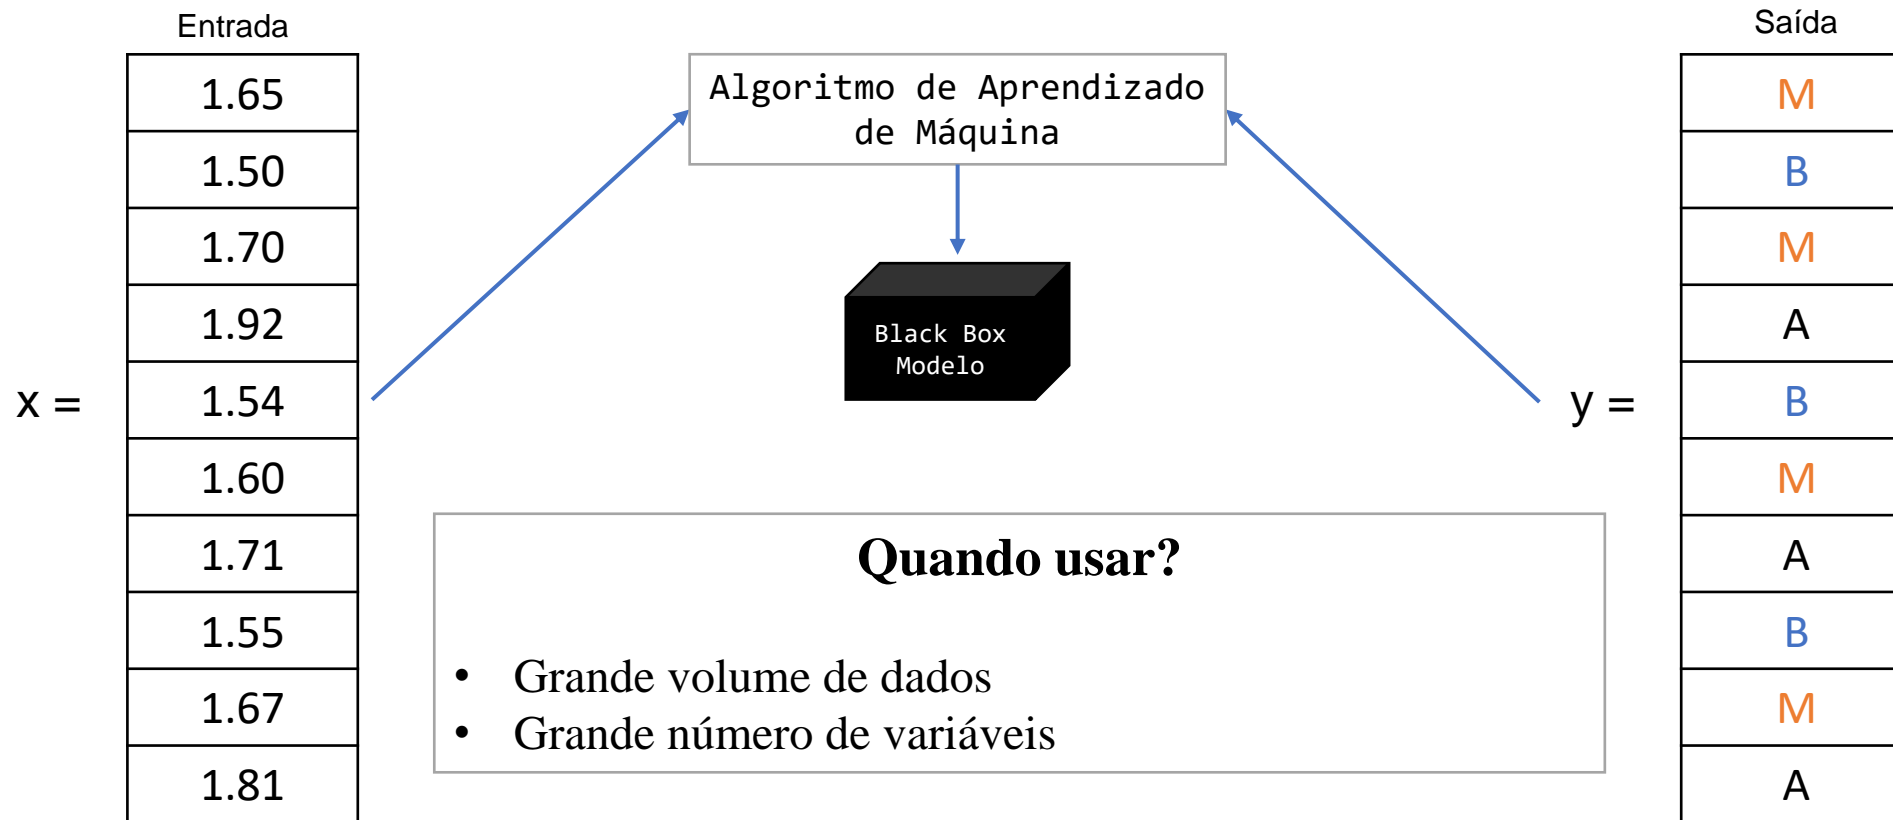 Entrada
Saída
1.65
1.50
1.70
1.92
1.54
1.60
1.71
1.55
1.67
1.81
x =
Algoritmo de Aprendizado
de Máquina
Black Box
Modelo
Quando usar?
• Grande volume de dados
• Grande número de variáveis
y =
M
B
M
A
B
M
A
B
M
A